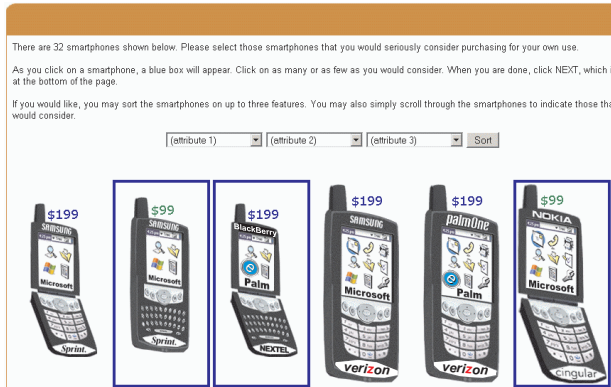 There are 32 smartphones shown below. Please select those smartphones that you would seriously consider purchasing for your own use.
As you click on a smartphone, a blue box will appear. Click on as many or as few as you would consider. When you are done, click NEXT, which
at the bottom of the page.
If you would like, you may sort the smartphones on up to three features. You may also simply scroll through the smartphones to indicate those
would consider.
(attribute 1) (attribute 2) (attribute 3) Sort
$199 $99 $199 $199 $199 $99
SAMSUNG SAMSUNG BlackBerry SAMSUNG palmOne NOKIA
Microsoft Microsoft Palm Microsoft Palm Microsoft
Sprint. Sprint. NEXTEL verizon verizon cingular